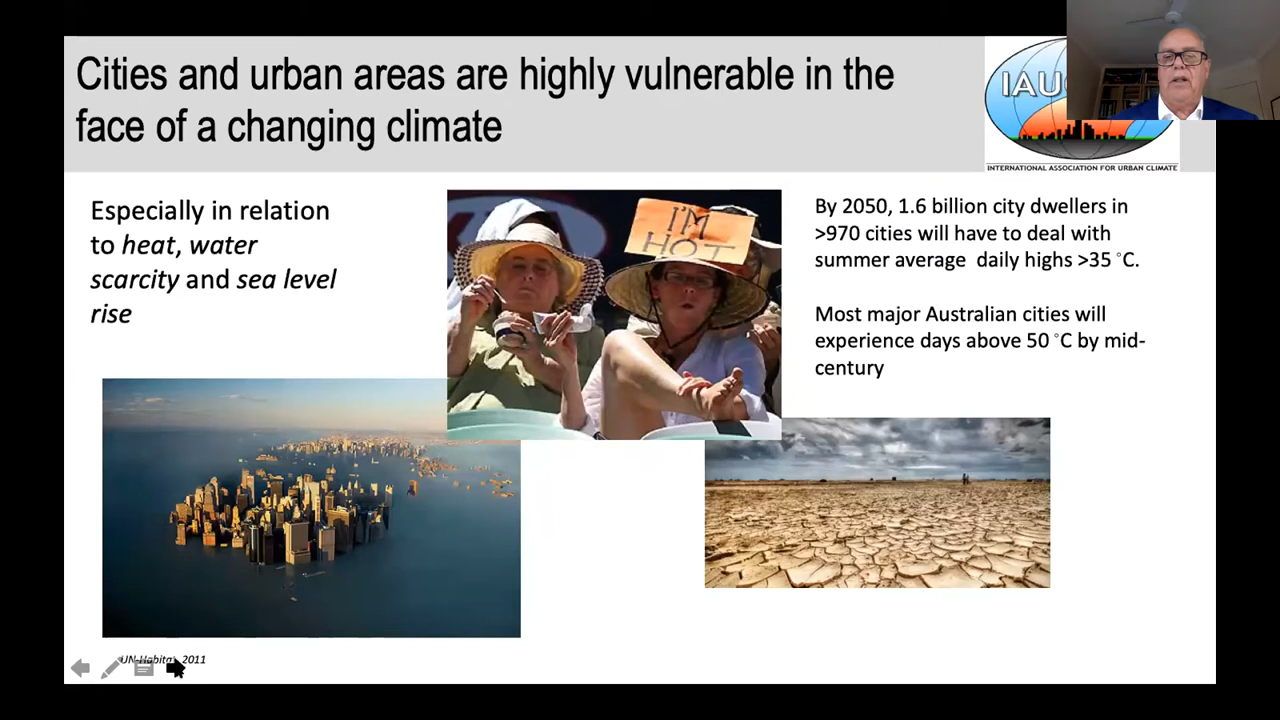 Cities and urban areas are highly vulnerable in the
face of a changing climate
IAU
INTERNATIONAL ASSOCIATION FOR URBAN CLIMATE
Especially in relation
to heat, water
scarcity and sea level
rise
I'M
HOT
By 2050, 1.6 billion city dwellers in
>970 cities will have to deal with
summer average daily highs >35 °C.
Most major Australian cities will
experience days above 50 °C by mid-
century
UN-Habitat, 2011